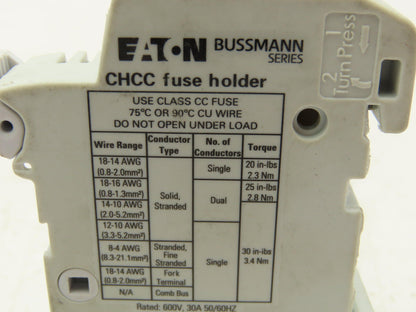 EATON BUSSMANN SERIES
CHCC fuse holder
1 Press
2 Turn
USE CLASS CC FUSE
75°C OR 90°C CU WIRE
DO NOT OPEN UNDER LOAD
Wire Range Conductor Type No. of Conductors Torque
18-14 AWG (0.8-2.0mm²) Solid, Stranded Single 20 in-lbs 2.3 Nm
18-16 AWG (0.8-1.3mm²) Dual 25 in-lbs 2.8 Nm
14-10 AWG (2.0-5.2mm²)
12-10 AWG (3.3-5.2mm²) Single 30 in-lbs 3.4 Nm
8-4 AWG (8.3-21.1mm²) Stranded, Fine Stranded
18-14 AWG (0.8-2.0mm²) Fork Terminal
N/A Comb Bus
Rated: 600V, 30A 50/60HZ